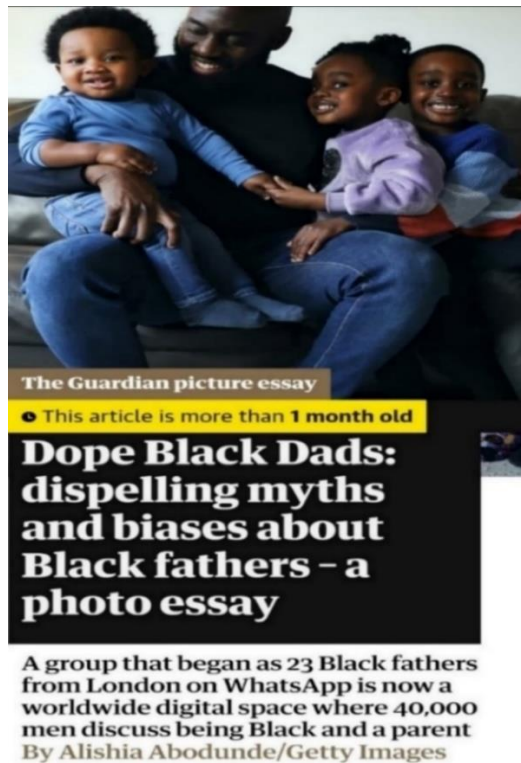 The Guardian picture essay
This article is more than 1 month old
Dope Black Dads:
dispelling myths
and biases about
Black fathers – a
photo essay
A group that began as 23 Black fathers
from London on WhatsApp is now a
worldwide digital space where 40,000
men discuss being Black and a parent
By Alishia Abodunde/Getty Images